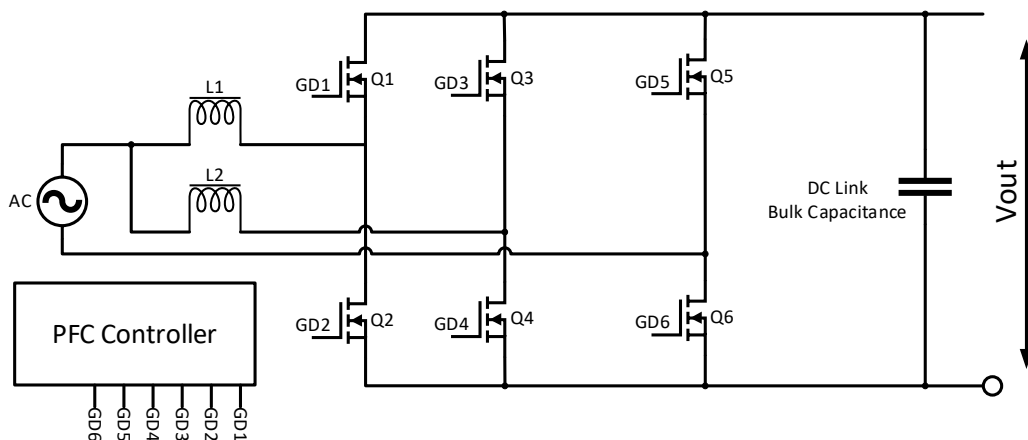 GD1
Q1
GD3
Q3
GD5
Q5
L1
L2
AC
DC Link
Bulk Capacitance
Vout
GD2
Q2
GD4
Q4
GD6
Q6
PFC Controller
GD6
GD5
GD4
GD3
GD2
GD1